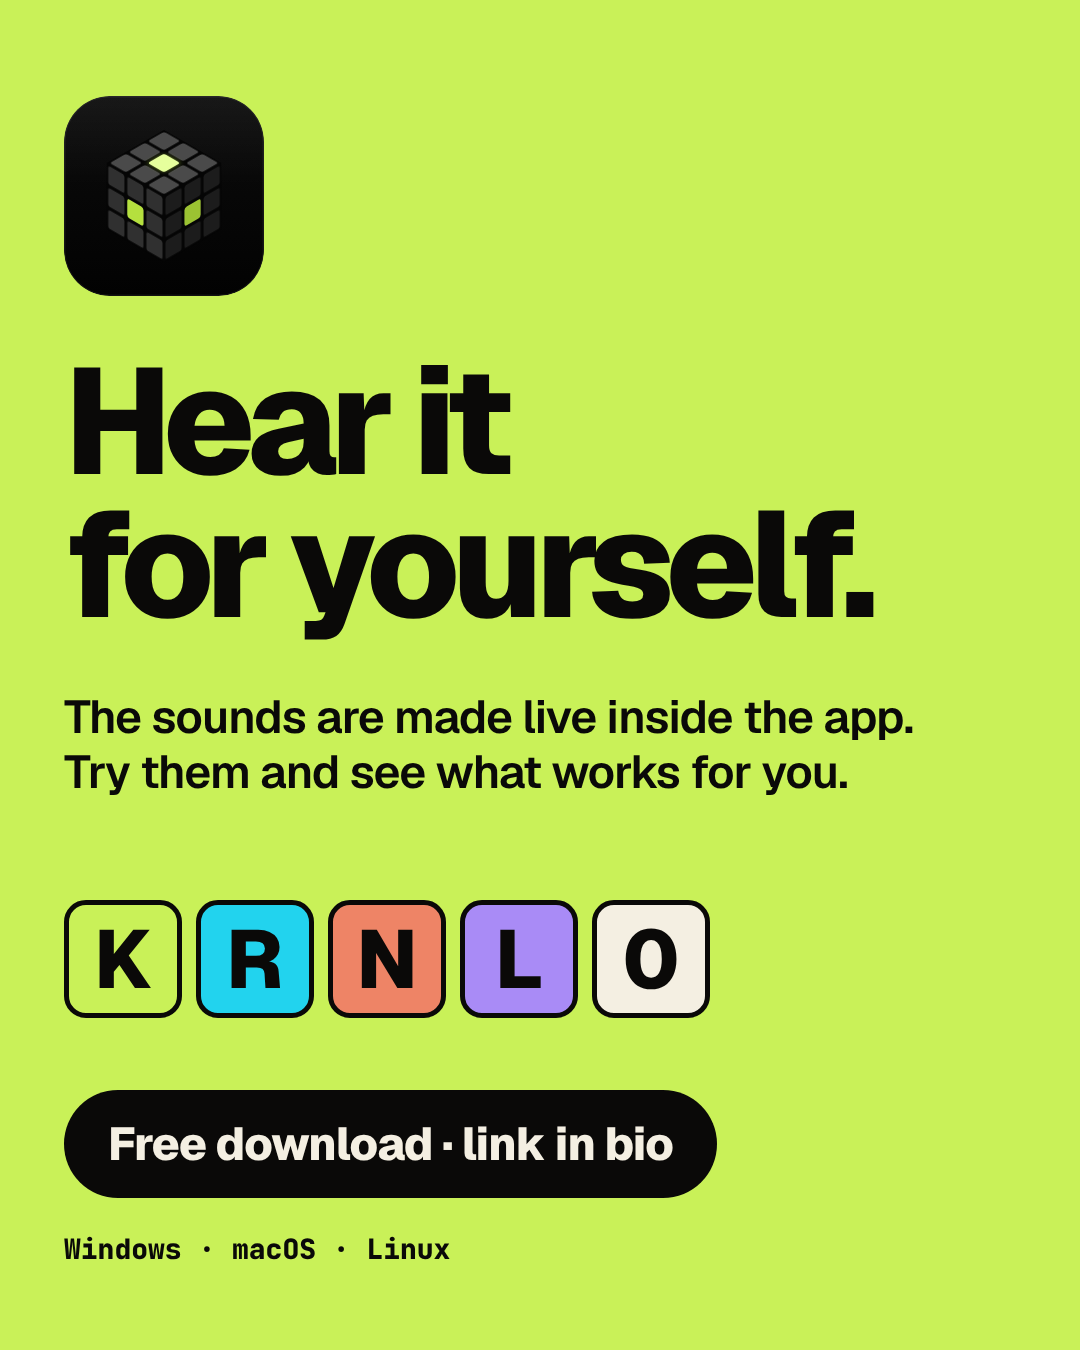 Hear it
for yourself.
The sounds are made live inside the app.
Try them and see what works for you.
K R N L O
Free download · link in bio
Windows · macOS · Linux